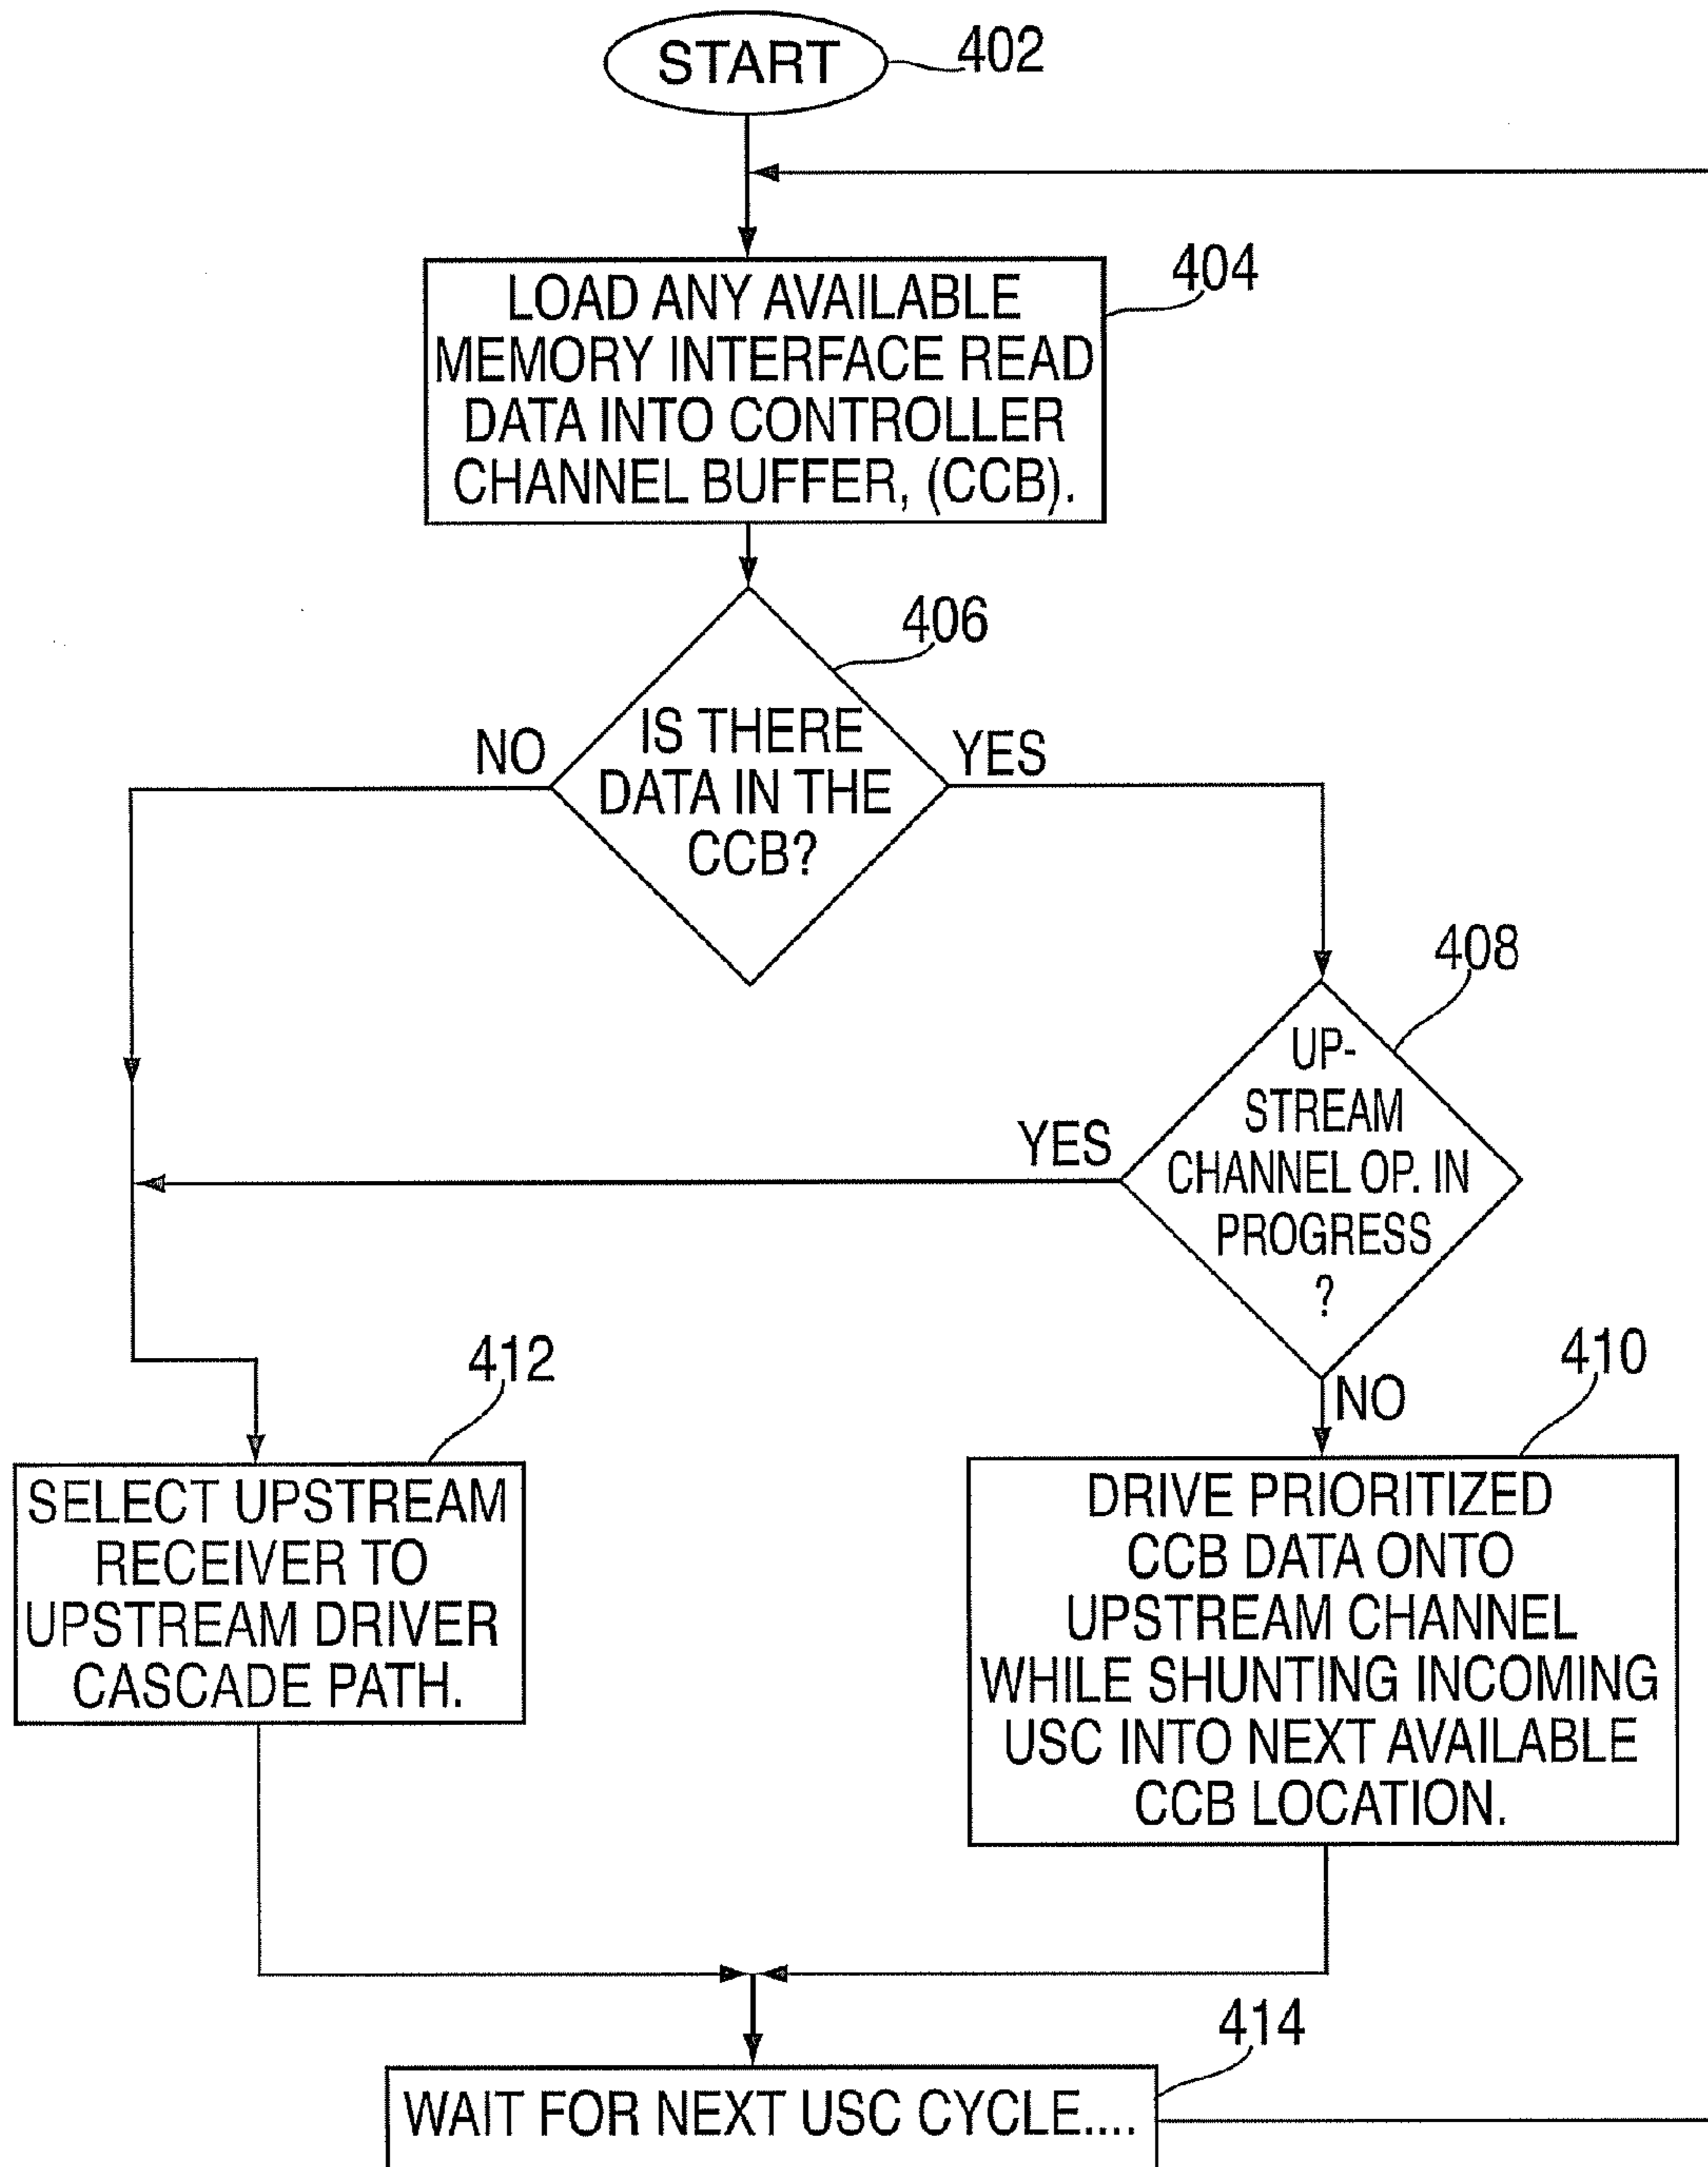 START
402
LOAD ANY AVAILABLE
MEMORY INTERFACE READ
DATA INTO CONTROLLER
CHANNEL BUFFER, (CCB).
404
IS THERE
DATA IN THE
CCB?
406
NO
YES
UP-
STREAM
CHANNEL OP. IN
PROGRESS
?
408
YES
NO
SELECT UPSTREAM
RECEIVER TO
UPSTREAM DRIVER
CASCADE PATH.
412
DRIVE PRIORITIZED
CCB DATA ONTO
UPSTREAM CHANNEL
WHILE SHUNTING INCOMING
USC INTO NEXT AVAILABLE
CCB LOCATION.
410
WAIT FOR NEXT USC CYCLE....
414